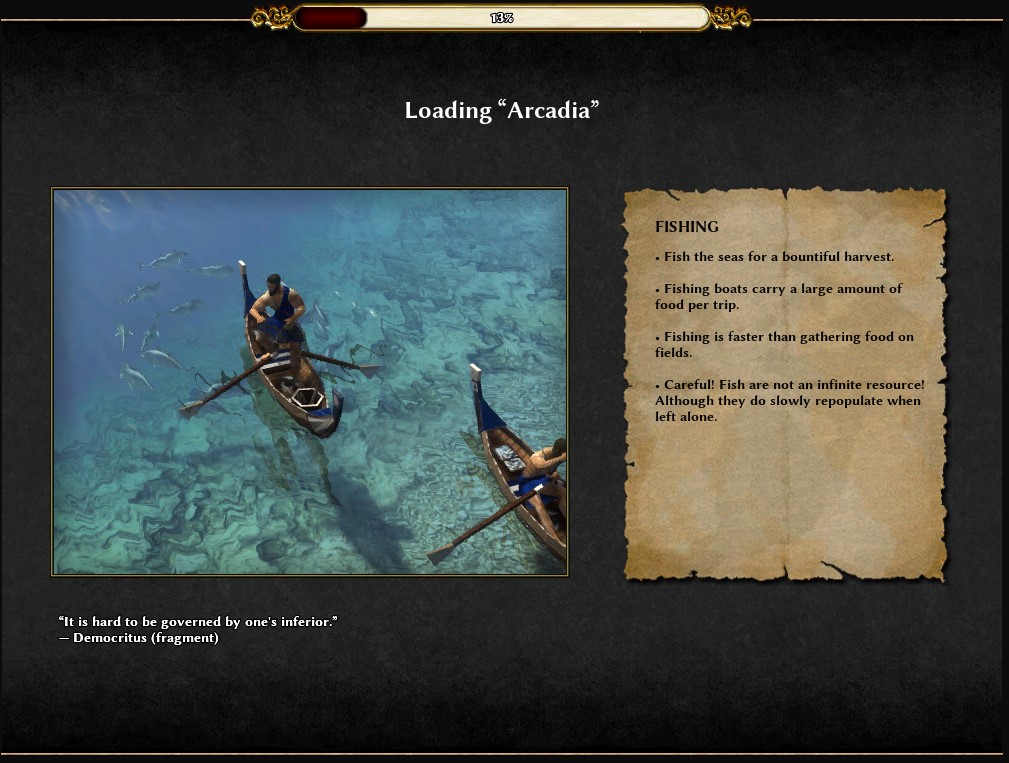 13%
Loading “Arcadia”
FISHING
• Fish the seas for a bountiful harvest.
• Fishing boats carry a large amount of
food per trip.
• Fishing is faster than gathering food on
fields.
• Careful! Fish are not an infinite resource!
Although they do slowly repopulate when
left alone.
“It is hard to be governed by one's inferior.”
— Democritus (fragment)